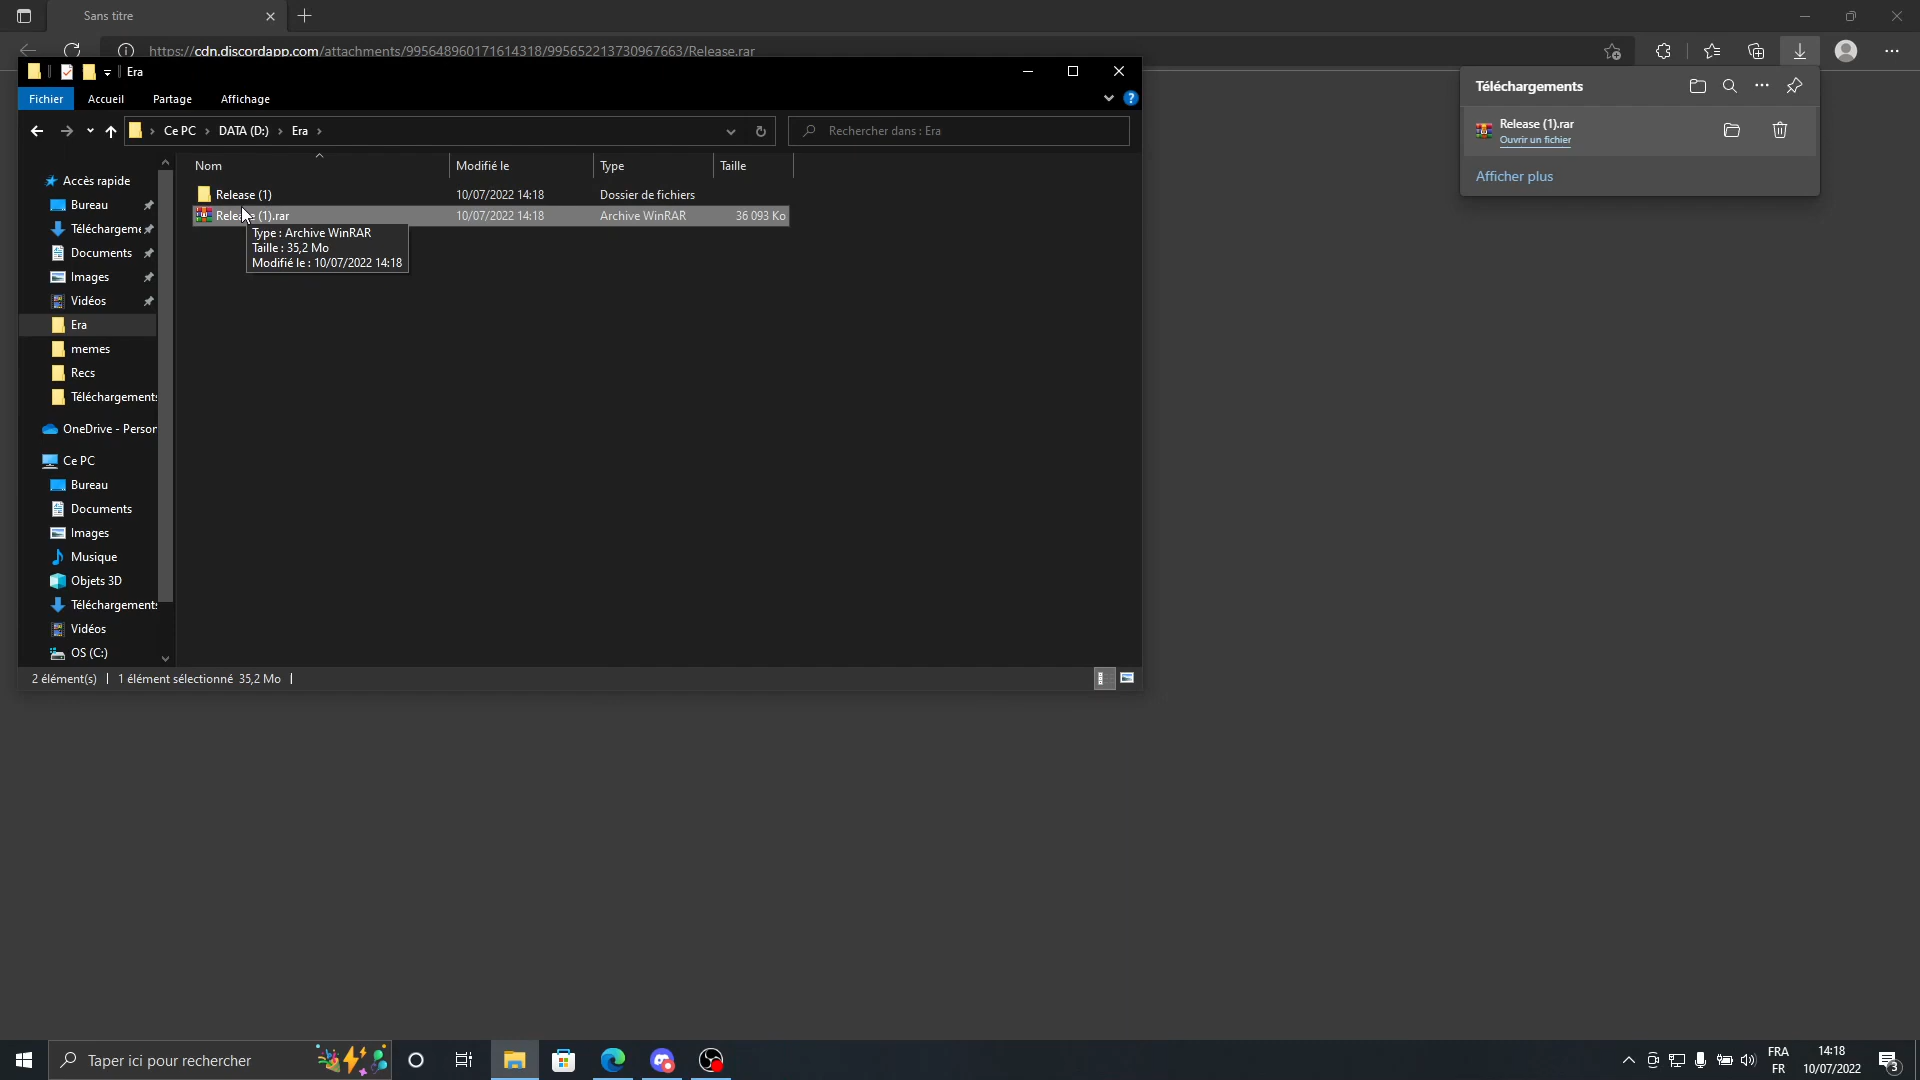 Sans titre
https://cdn.discordapp.com/attachments/995648960171614318/995652213730967663/Release.rar
Era
Fichier
Accueil
Partage
Affichage
Ce PC
DATA (D:)
Era
Rechercher dans : Era
Téléchargements
Release (1).rar
Ouvrir un fichier
Afficher plus
Nom
Modifié le
Type
Taille
Release (1)
10/07/2022 14:18
Dossier de fichiers
Release (1).rar
10/07/2022 14:18
Archive WinRAR
36 093 Ko
Type : Archive WinRAR
Taille : 35,2 Mo
Modifié le : 10/07/2022 14:18
Accès rapide
Bureau
Téléchargeme
Documents
Images
Vidéos
Era
memes
Recs
Téléchargements
OneDrive - Person
Ce PC
Bureau
Documents
Images
Musique
Objets 3D
Téléchargements
Vidéos
OS (C:)
2 élément(s)
1 élément sélectionné 35,2 Mo
Taper ici pour rechercher
FRA
FR
14:18
10/07/2022
3